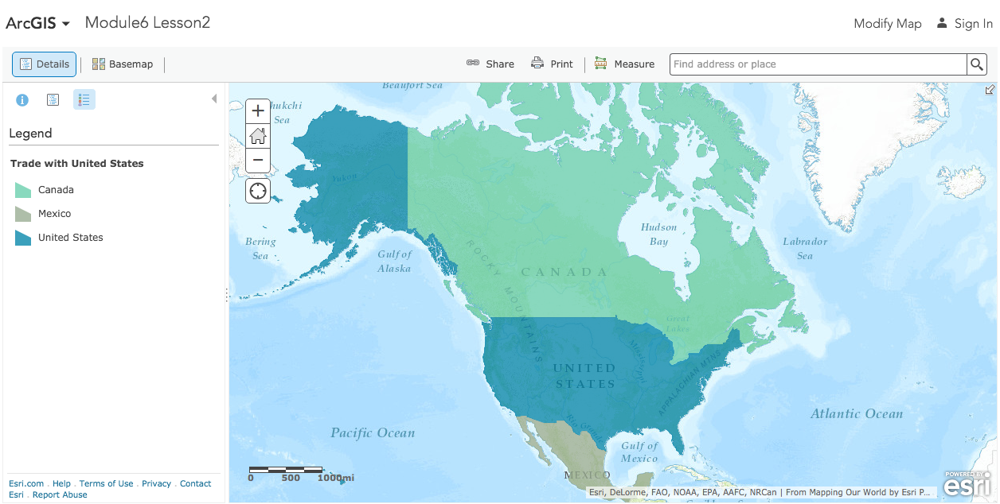 ArcGIS Module6 Lesson2 Modify Map Sign In
Details Basemap Share Print Measure Find address or place
Legend
Trade with United States
Canada
Mexico
United States
Esri.com . Help . Terms of Use . Privacy . Contact
Esri . Report Abuse
Beaufort Sea
hukchi
Sea
+
−
Yukon
Bering
Sea
Gulf of
Alaska
Hudson
Bay
Labrador
Sea
ROCKY MOUNTAINS
CANADA
Great
Lakes
Mississippi
UNITED
STATES
APPALACHIAN MTNS
Rio Grande
Pacific Ocean
Atlantic Ocean
Gulf of
Mexico
MEXICO
0 500 1000mi
POWERED BY
esri
Esri, DeLorme, FAO, NOAA, EPA, AAFC, NRCan | From Mapping Our World by Esri P...